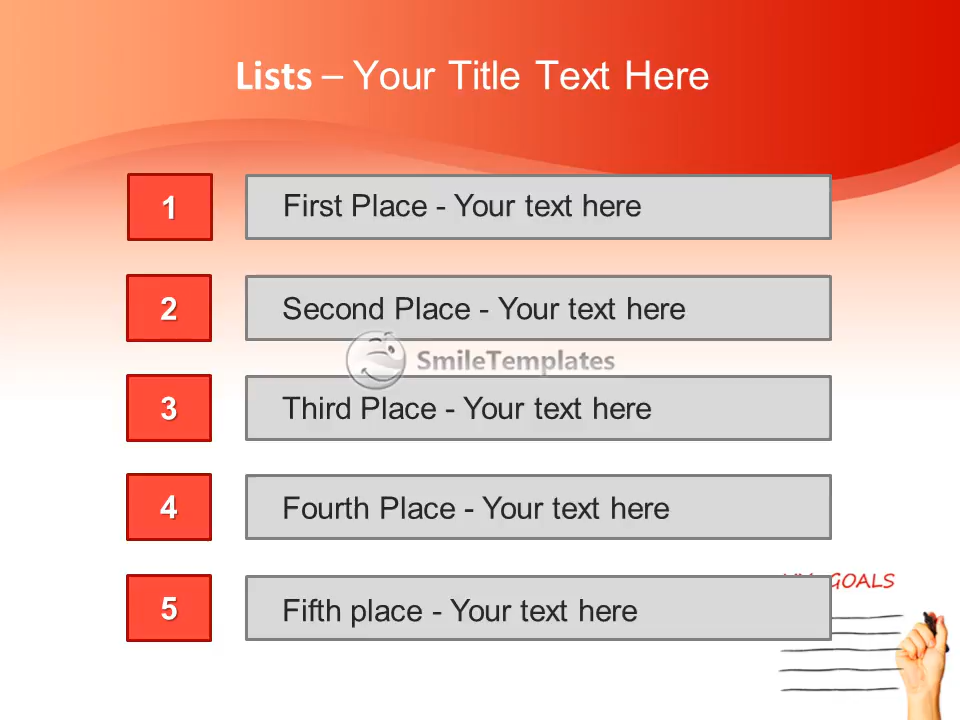 Lists – Your Title Text Here
1
First Place - Your text here
2
Second Place - Your text here
SmileTemplates
3
Third Place - Your text here
4
Fourth Place - Your text here
GOALS
5
Fifth place - Your text here